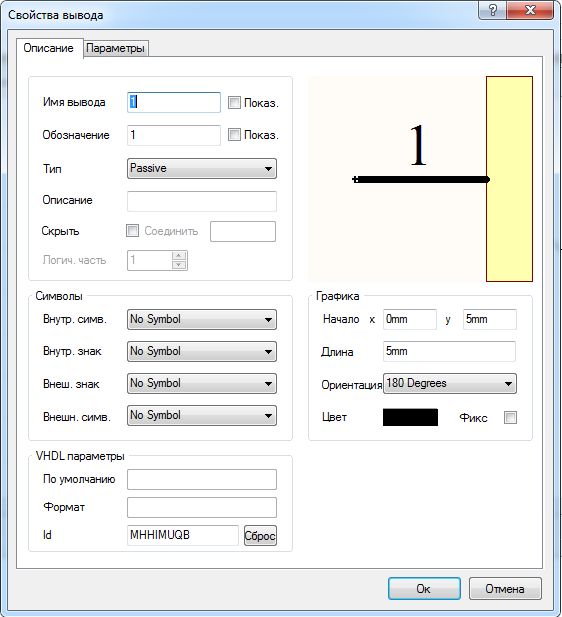 Свойства вывода
Описание Параметры
Имя вывода 1 Показ.
Обозначение 1 Показ.
Тип Passive
Описание
Скрыть Соединить
Логич. часть 1
1
Символы
Внутр. симв. No Symbol
Внутр. знак No Symbol
Внеш. знак No Symbol
Внешн. симв. No Symbol
Графика
Начало x 0mm y 5mm
Длина 5mm
Ориентация 180 Degrees
Цвет Фикс
VHDL параметры
По умолчанию
Формат
Id MHHIMUQB Сброс
Ок Отмена